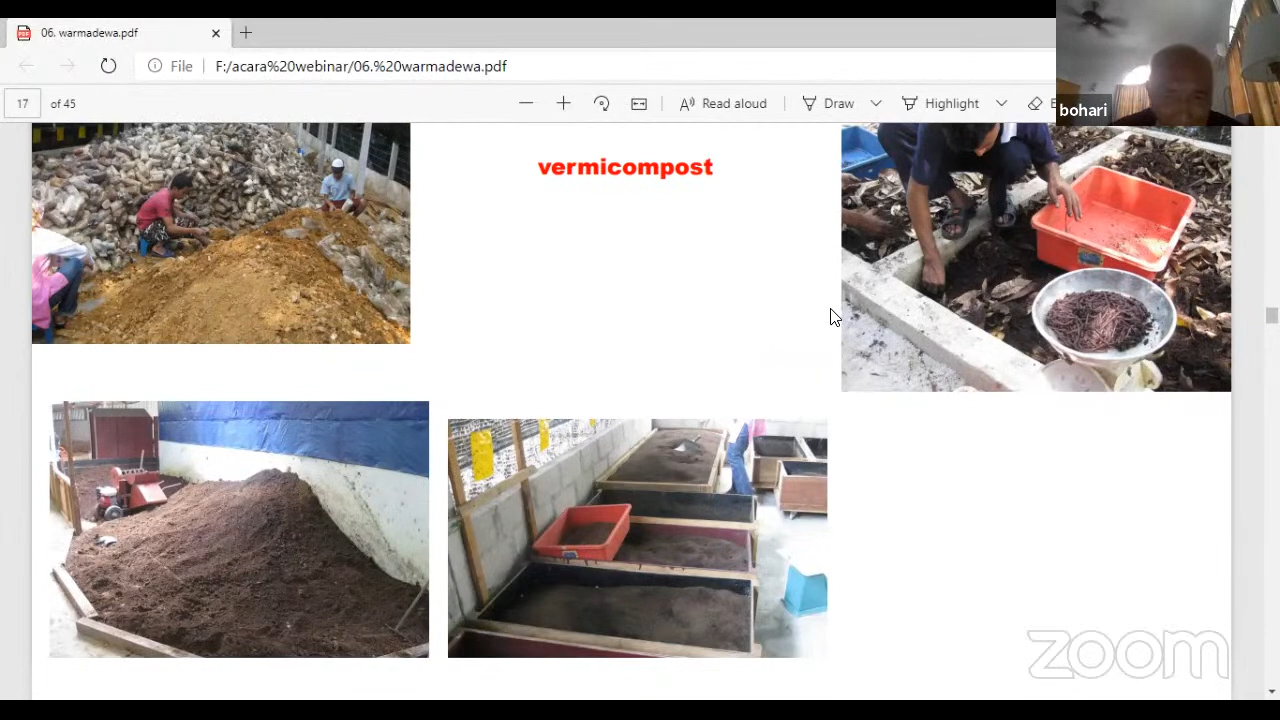 06. warmadewa.pdf
File F:/acara%20webinar/06.%20warmadewa.pdf
17 of 45
Read aloud
Draw
Highlight
bohari
vermicompost
zoom